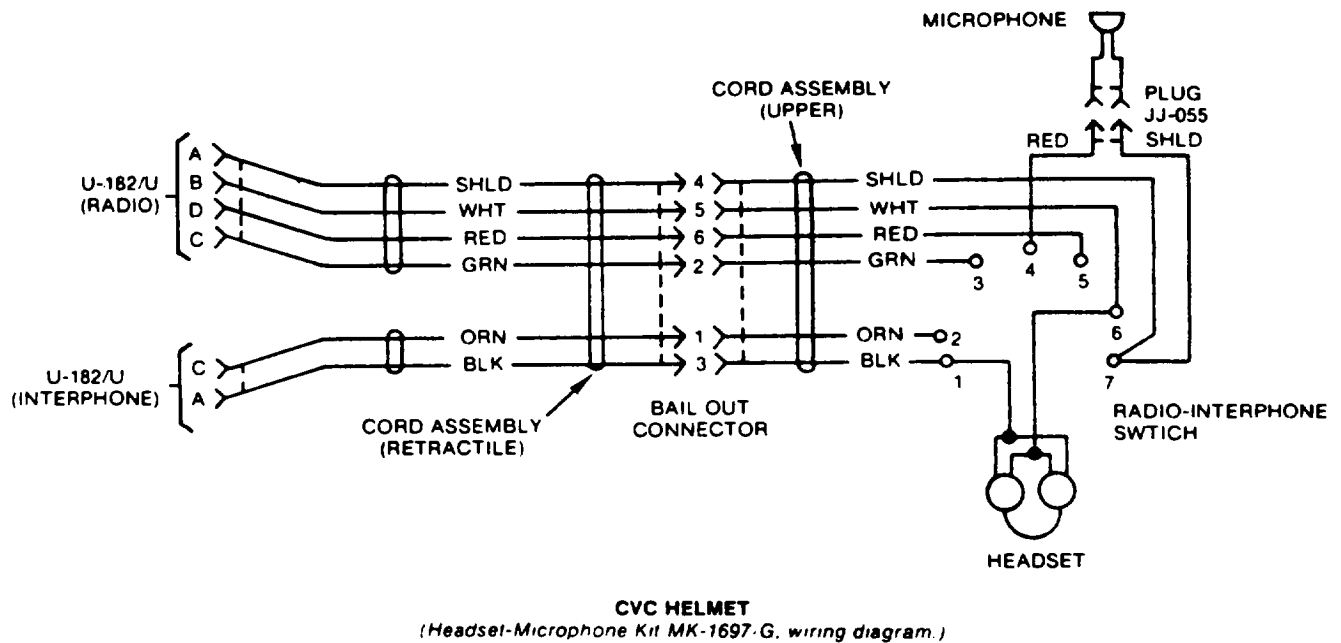 MICROPHONE
CORD ASSEMBLY
(UPPER)
PLUG
JJ-055
RED
SHLD
U-182/U
(RADIO)
A
B
D
C
SHLD
WHT
RED
GRN
4
5
6
2
SHLD
WHT
RED
GRN
3
4
5
6
7
U-182/U
(INTERPHONE)
C
A
ORN
BLK
1
3
ORN
BLK
2
1
CORD ASSEMBLY
(RETRACTILE)
BAIL OUT
CONNECTOR
RADIO-INTERPHONE
SWTICH
HEADSET
CVC HELMET
(Headset-Microphone Kit MK-1697-G, wiring diagram.)